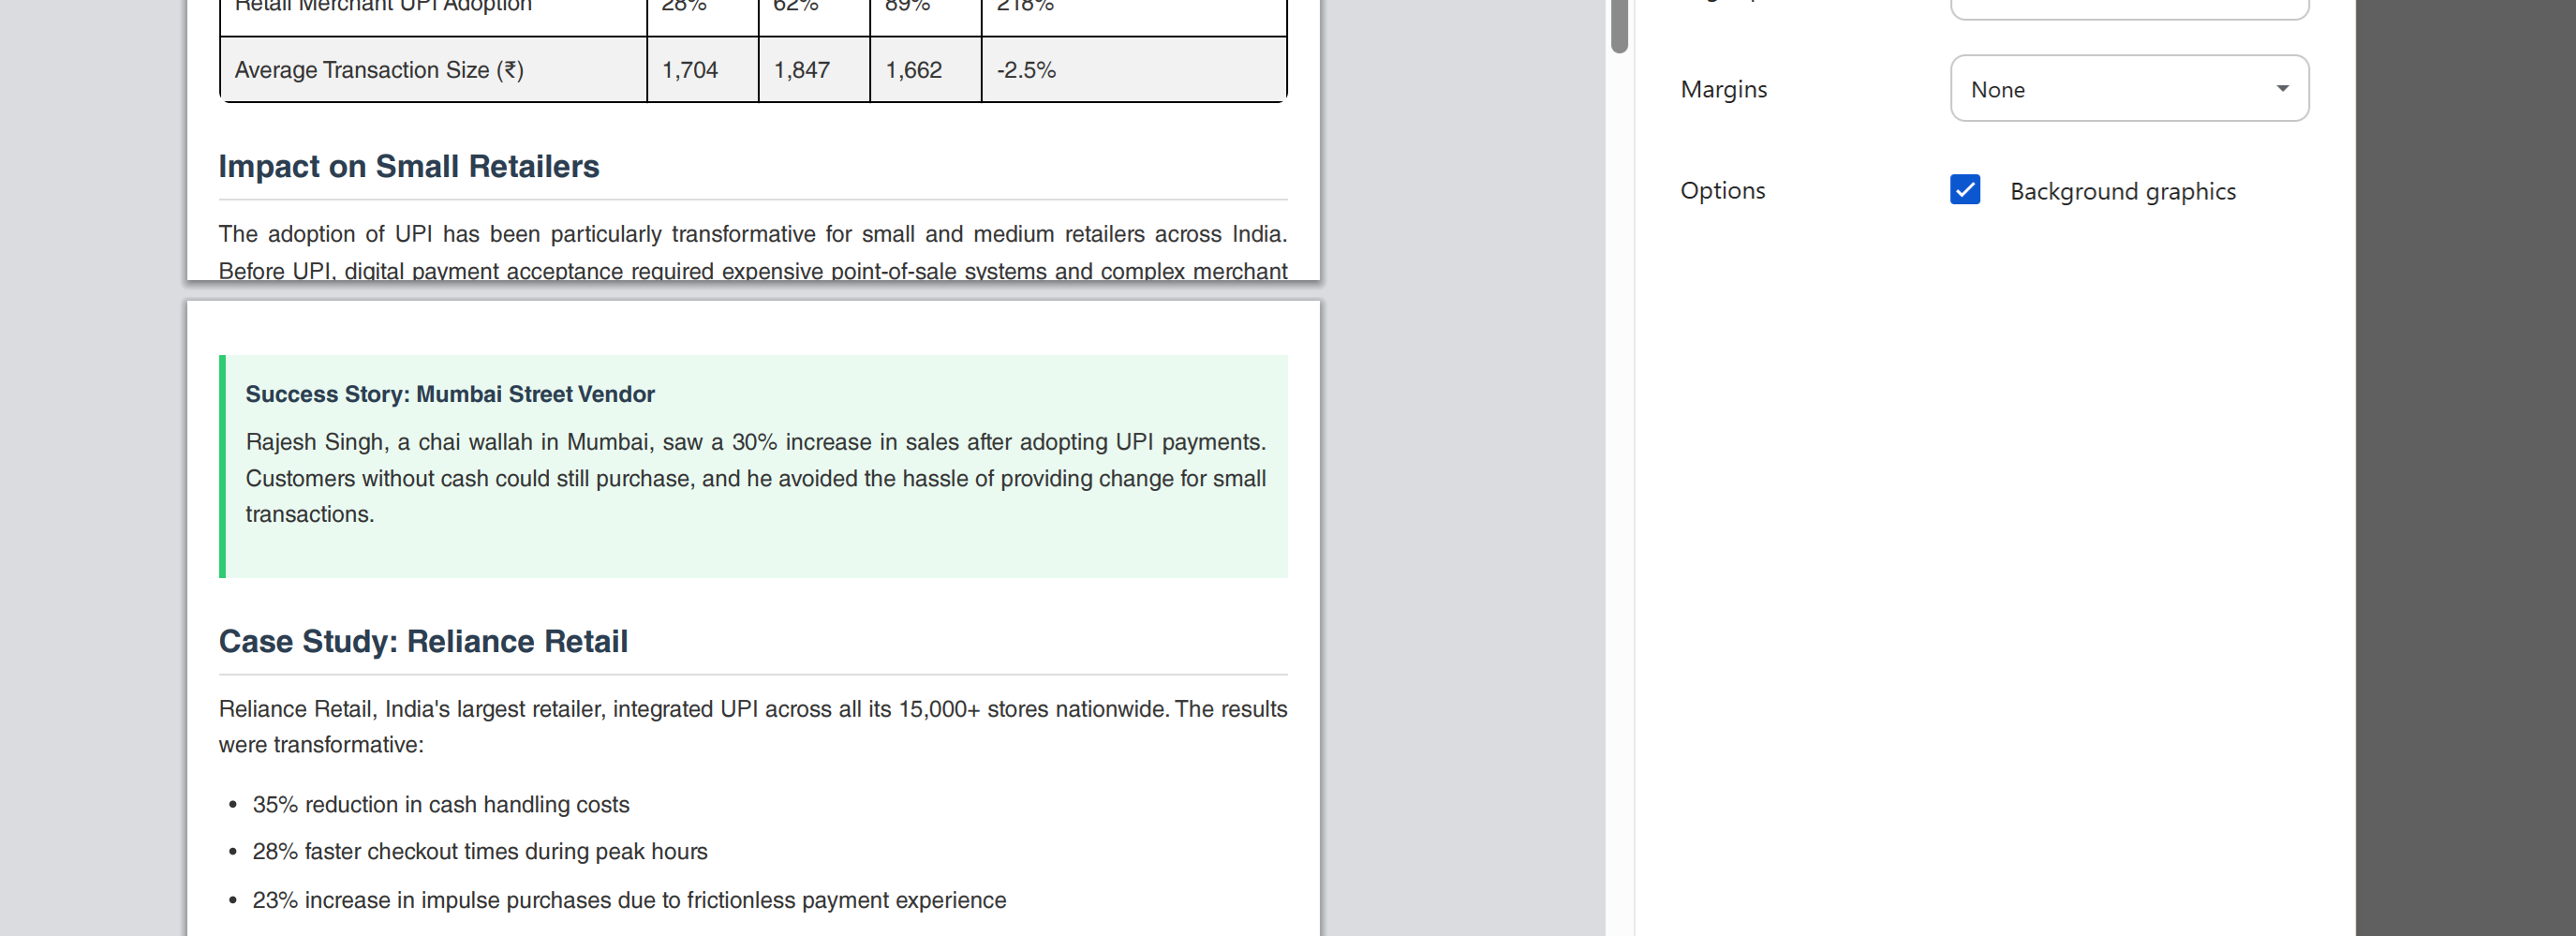 Retail Merchant UPI Adoption 28% 62% 89% 218%
Average Transaction Size (₹) 1,704 1,847 1,662 -2.5%
Impact on Small Retailers
The adoption of UPI has been particularly transformative for small and medium retailers across India.
Before UPI, digital payment acceptance required expensive point-of-sale systems and complex merchant
Success Story: Mumbai Street Vendor
Rajesh Singh, a chai wallah in Mumbai, saw a 30% increase in sales after adopting UPI payments.
Customers without cash could still purchase, and he avoided the hassle of providing change for small
transactions.
Case Study: Reliance Retail
Reliance Retail, India's largest retailer, integrated UPI across all its 15,000+ stores nationwide. The results
were transformative:
• 35% reduction in cash handling costs
• 28% faster checkout times during peak hours
• 23% increase in impulse purchases due to frictionless payment experience
Margins None
Options Background graphics